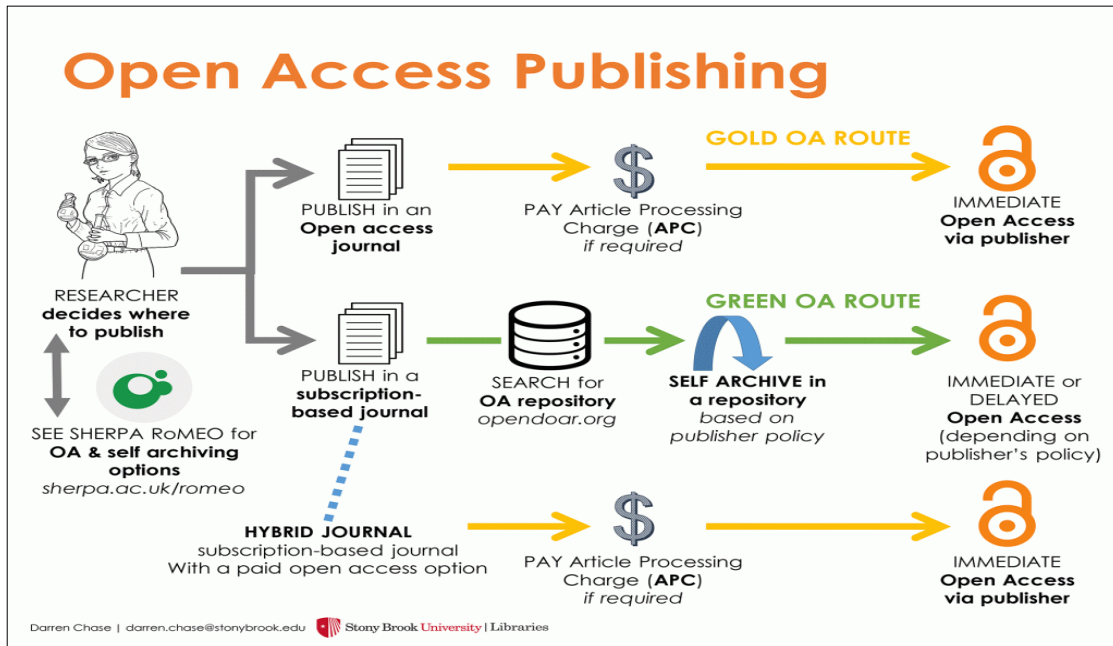 Open Access Publishing
RESEARCHER
decides where
to publish
SEE SHERPA RoMEO for
OA & self archiving
options
sherpa.ac.uk/romeo
PUBLISH in an
Open access
journal
PAY Article Processing
Charge (APC)
if required
GOLD OA ROUTE
IMMEDIATE
Open Access
via publisher
PUBLISH in a
subscription-
based journal
SEARCH for
OA repository
opendoar.org
GREEN OA ROUTE
SELF ARCHIVE in
a repository
based on
publisher policy
IMMEDIATE or
DELAYED
Open Access
(depending on
publisher's policy)
HYBRID JOURNAL
subscription-based journal
With a paid open access option
PAY Article Processing
Charge (APC)
if required
IMMEDIATE
Open Access
via publisher
Darren Chase | darren.chase@stonybrook.edu
Stony Brook University | Libraries